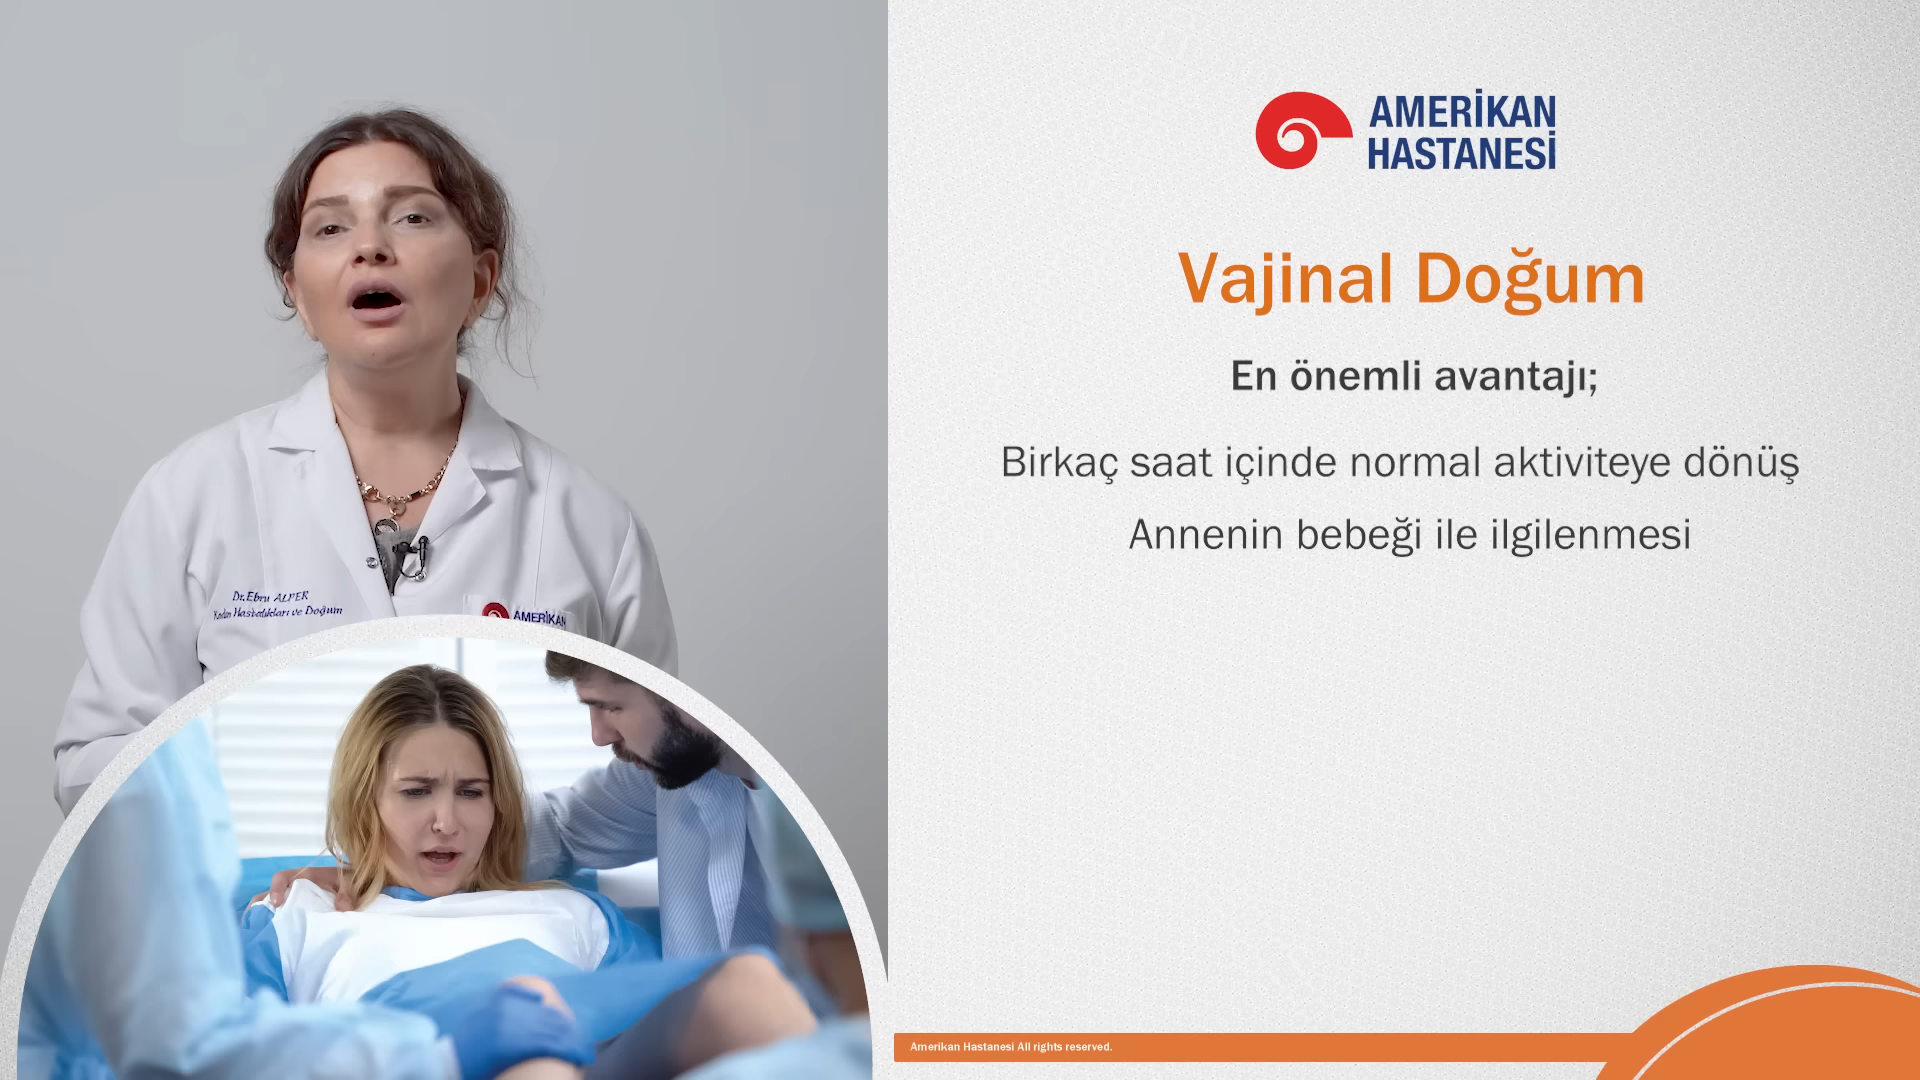 AMERİKAN
HASTANESİ
Vajinal Doğum
En önemli avantajı;
Birkaç saat içinde normal aktiviteye dönüş
Annenin bebeği ile ilgilenmesi
Dr. Ebru ALPER
Kadın Hastalıkları ve Doğum
AMERİKAN
Amerikan Hastanesi All rights reserved.